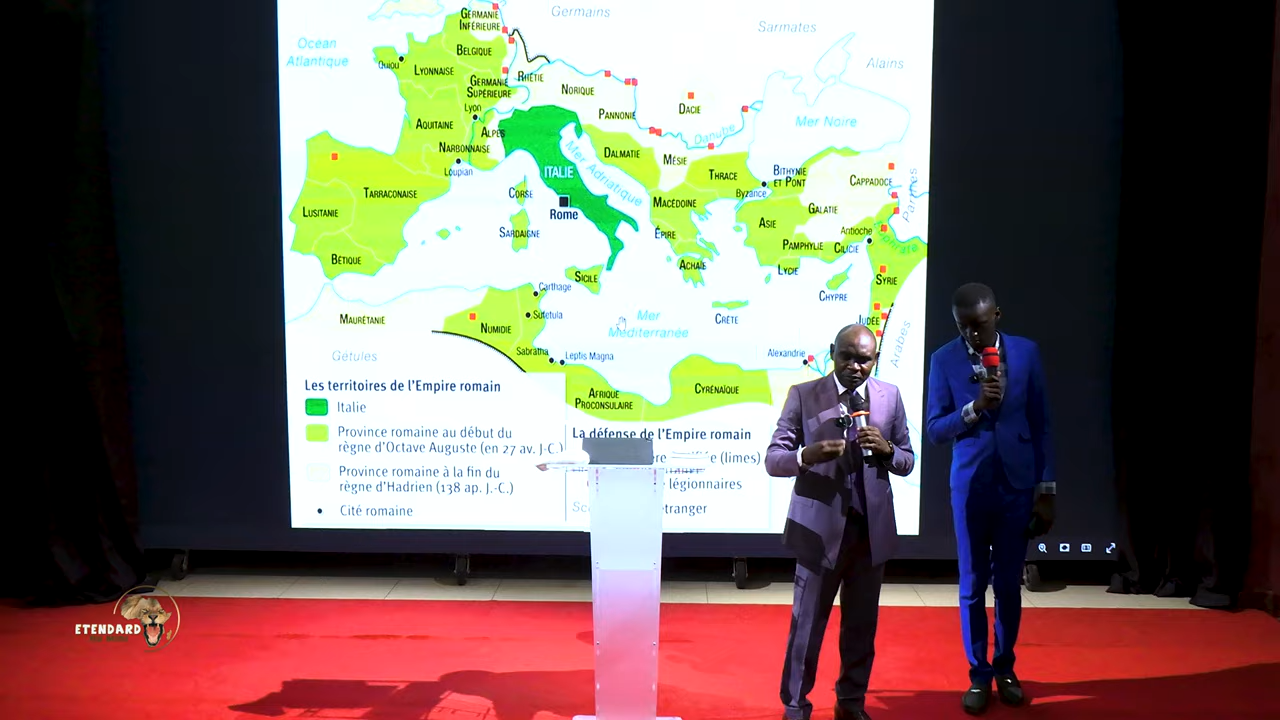 Germains
Sarmates
Alains
Océan
Atlantique
GERMANIE
INFÉRIEURE
BELGIQUE
Quiou
LYONNAISE
GERMANIE
SUPÉRIEURE
RHÉTIE
NORIQUE
Lyon
PANNONIE
DACIE
Danube
Mer Noire
AQUITAINE
ALPES
NARBONNAISE
Loupian
DALMATIE
MÉSIE
Mer Adriatique
ITALIE
THRACE
BITHYNIE
ET PONT
Byzance
CAPPADOCE
Parthes
TARRACONAISE
CORSE
Rome
MACÉDOINE
GALATIE
LUSITANIE
SARDAIGNE
ÉPIRE
ASIE
Antioche
Euphrate
PAMPHYLIE
CILICIE
BÉTIQUE
ACHAÏE
LYCIE
SICILE
SYRIE
Carthage
CHYPRE
MAURÉTANIE
Sufetula
NUMIDIE
Mer
Méditerranée
CRÈTE
JUDÉE
Arabes
Gétules
Sabratha
Leptis Magna
Alexandrie
AFRIQUE
PROCONSULAIRE
CYRÉNAÏQUE
Les territoires de l'Empire romain
Italie
Province romaine au début du
règne d'Octave Auguste (en 27 av. J.-C.)
Province romaine à la fin du
règne d'Hadrien (138 ap. J.-C.)
Cité romaine
La défense de l'Empire romain
(limes)
légionnaires
étranger
ETENDARD